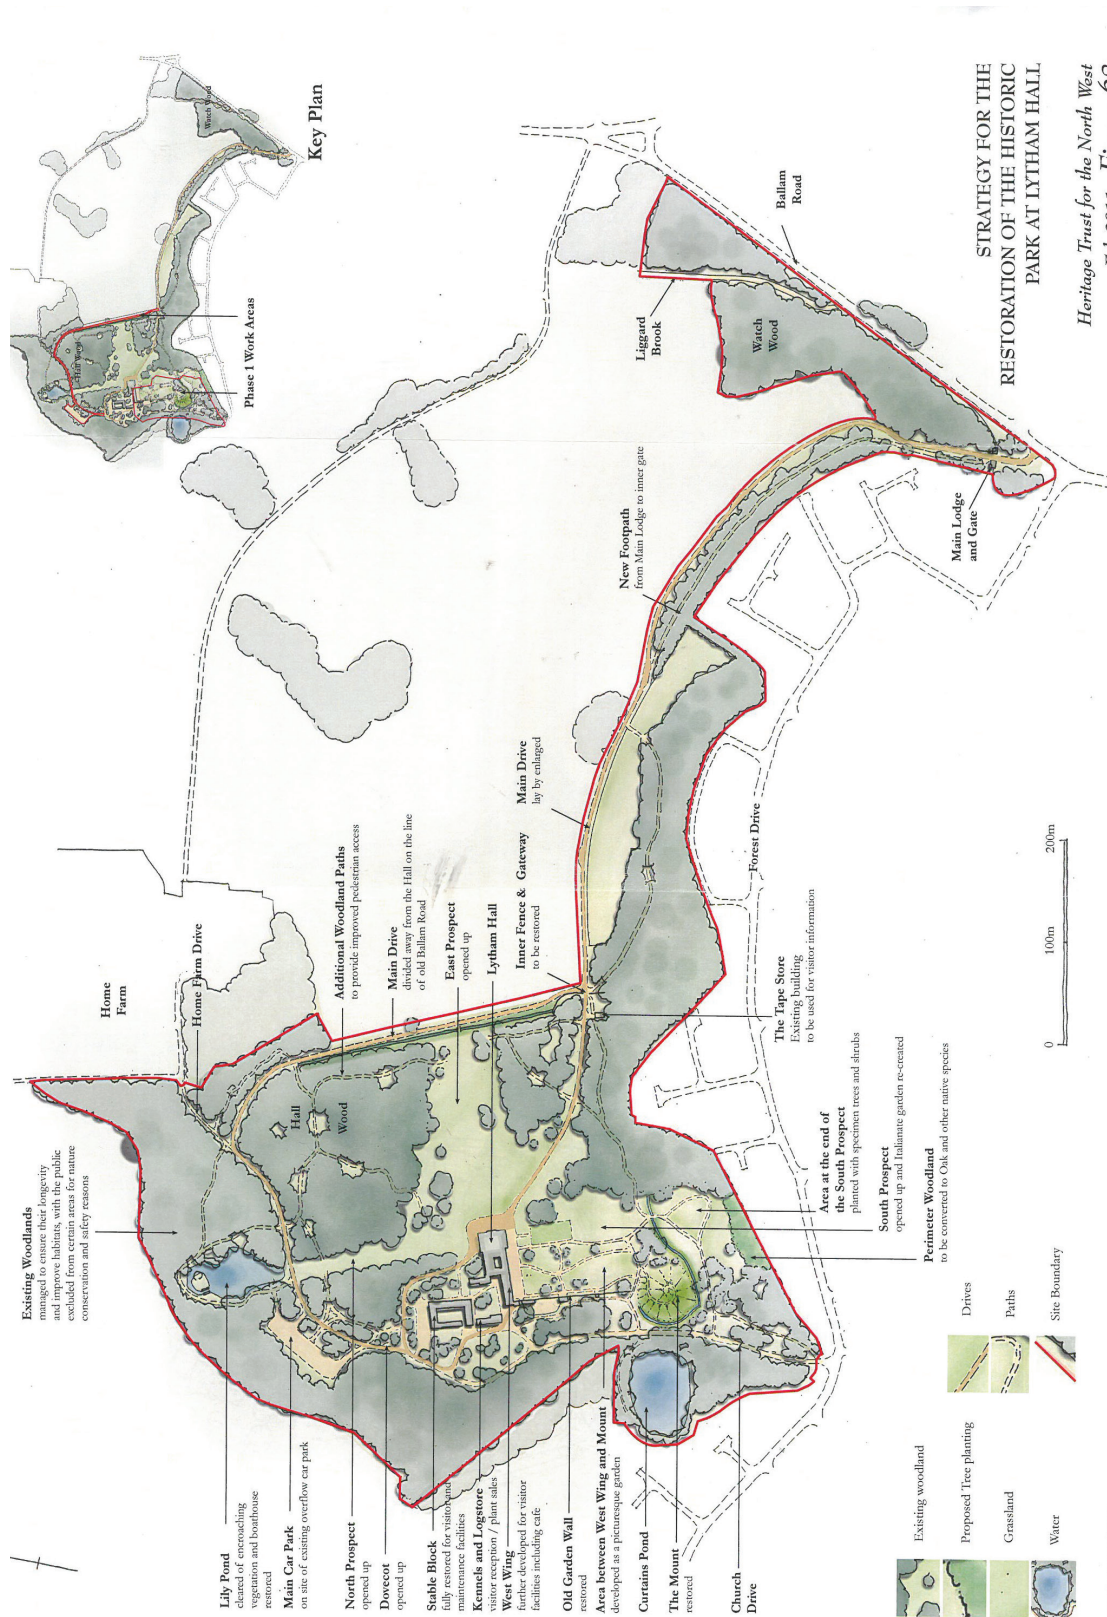 Key Plan
Watch Wood
Hall Wood
Phase 1 Work Areas
STRATEGY FOR THE
RESTORATION OF THE HISTORIC
PARK AT LYTHAM HALL
Heritage Trust for the North West
Existing Woodlands
managed to ensure their longevity
and improve habitats, with the public
excluded from certain areas for nature
conservation and safety reasons
Home
Farm
Home Farm Drive
Additional Woodland Paths
to provide improved pedestrian access
Main Drive
divided away from the Hall on the line
of old Ballam Road
East Prospect
opened up
Lytham Hall
Inner Fence & Gateway
to be restored
Main Drive
lay by enlarged
New Footpath
from Main Lodge to inner gate
Liggard
Brook
Ballam
Road
Watch
Wood
Main Lodge
and Gate
Forest Drive
Hall
Wood
The Tape Store
Existing building
to be used for visitor information
Area at the end of
the South Prospect
planted with specimen trees and shrubs
South Prospect
opened up and Italianate garden re-created
Perimeter Woodland
to be converted to Oak and other native species
Lily Pond
cleared of encroaching
vegetation and boathouse
restored
Main Car Park
on site of existing overflow car park
North Prospect
opened up
Dovecot
opened up
Stable Block
fully restored for visitor and
maintenance facilities
Kennels and Logstore
visitor reception / plant sales
West Wing
further developed for visitor
facilities including cafe
Old Garden Wall
restored
Area between West Wing and Mount
developed as a picturesque garden
Curtains Pond
The Mount
restored
Church
Drive
Existing woodland
Proposed Tree planting
Grassland
Water
Drives
Paths
Site Boundary
0 100m 200m